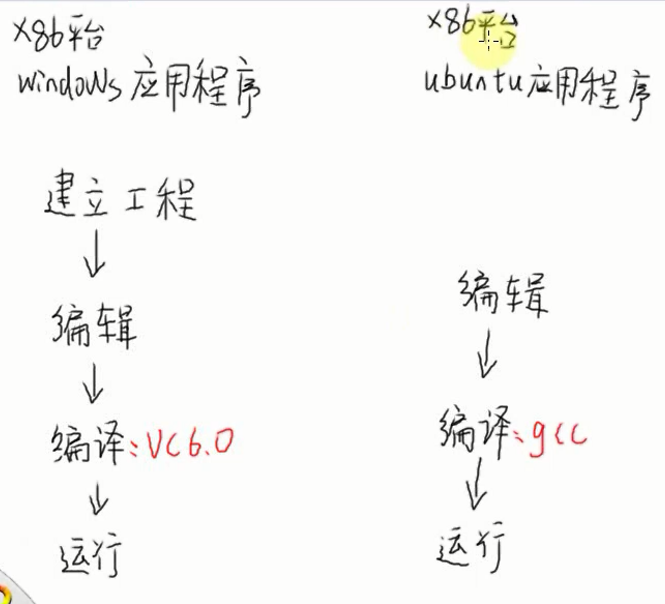 X86平台
windows应用程序
建立工程
↓
编辑
↓
编译:VC6.0
↓
运行
X86平台
ubuntu应用程序
编辑
↓
编译:gcc
↓
运行